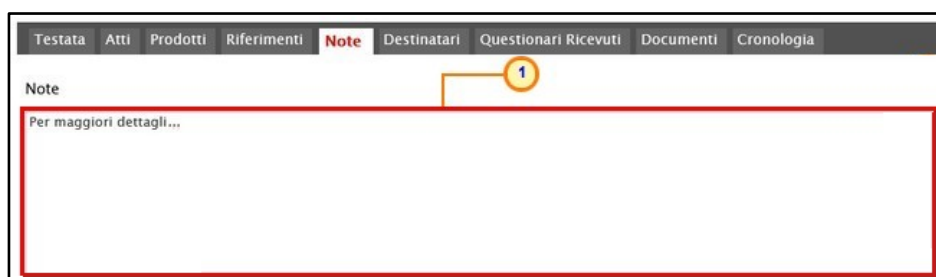 Testata Atti Prodotti Riferimenti Note Destinatari Questionari Ricevuti Documenti Cronologia
1
Note
Per maggiori dettagli...